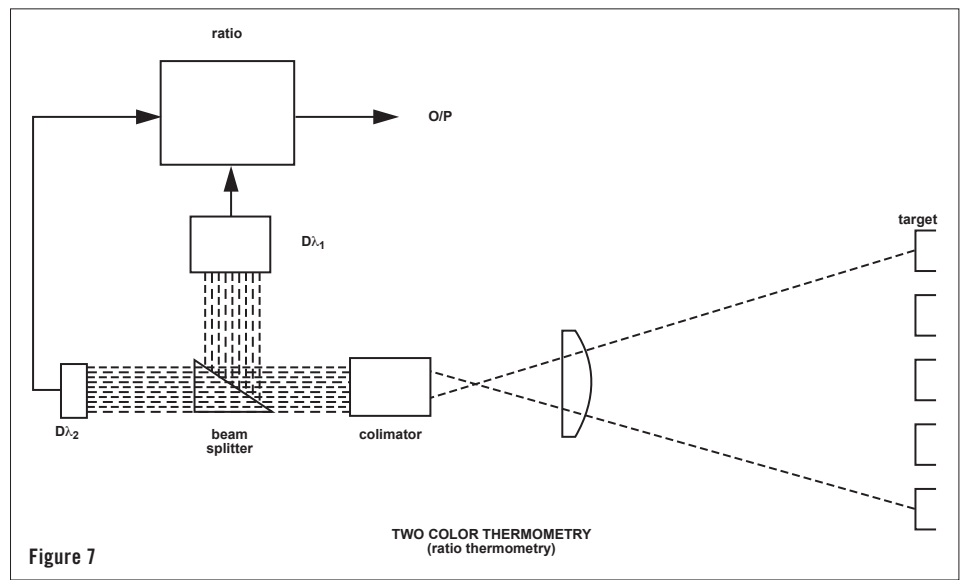 ratio
O/P
Dλ1
target
Dλ2
beam
splitter
colimator
TWO COLOR THERMOMETRY
(ratio thermometry)
Figure 7